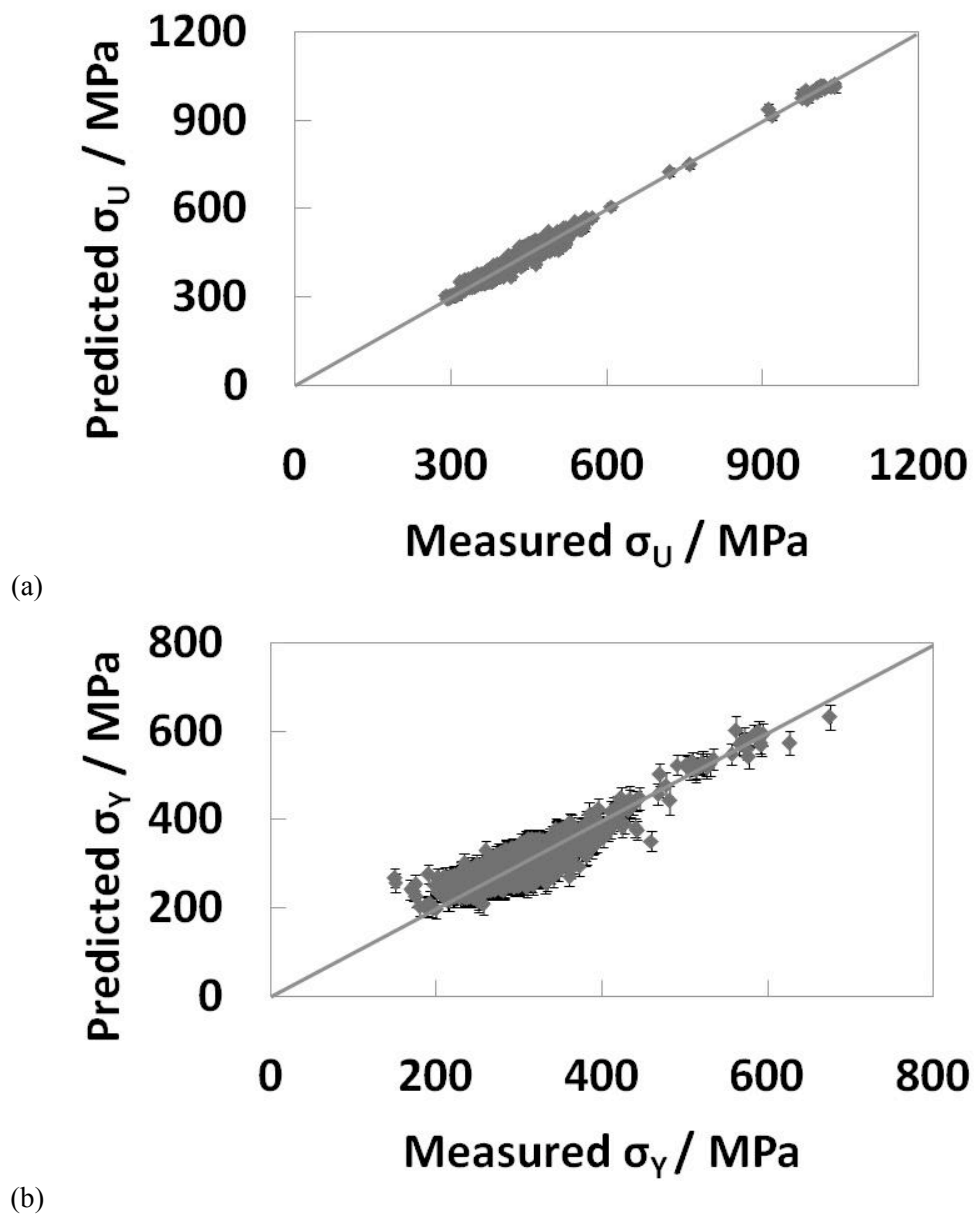 1200
900
600
300
0
Predicted σU / MPa
0 300 600 900 1200
Measured σU / MPa
(a)
800
600
400
200
0
Predicted σY / MPa
0 200 400 600 800
Measured σY / MPa
(b)